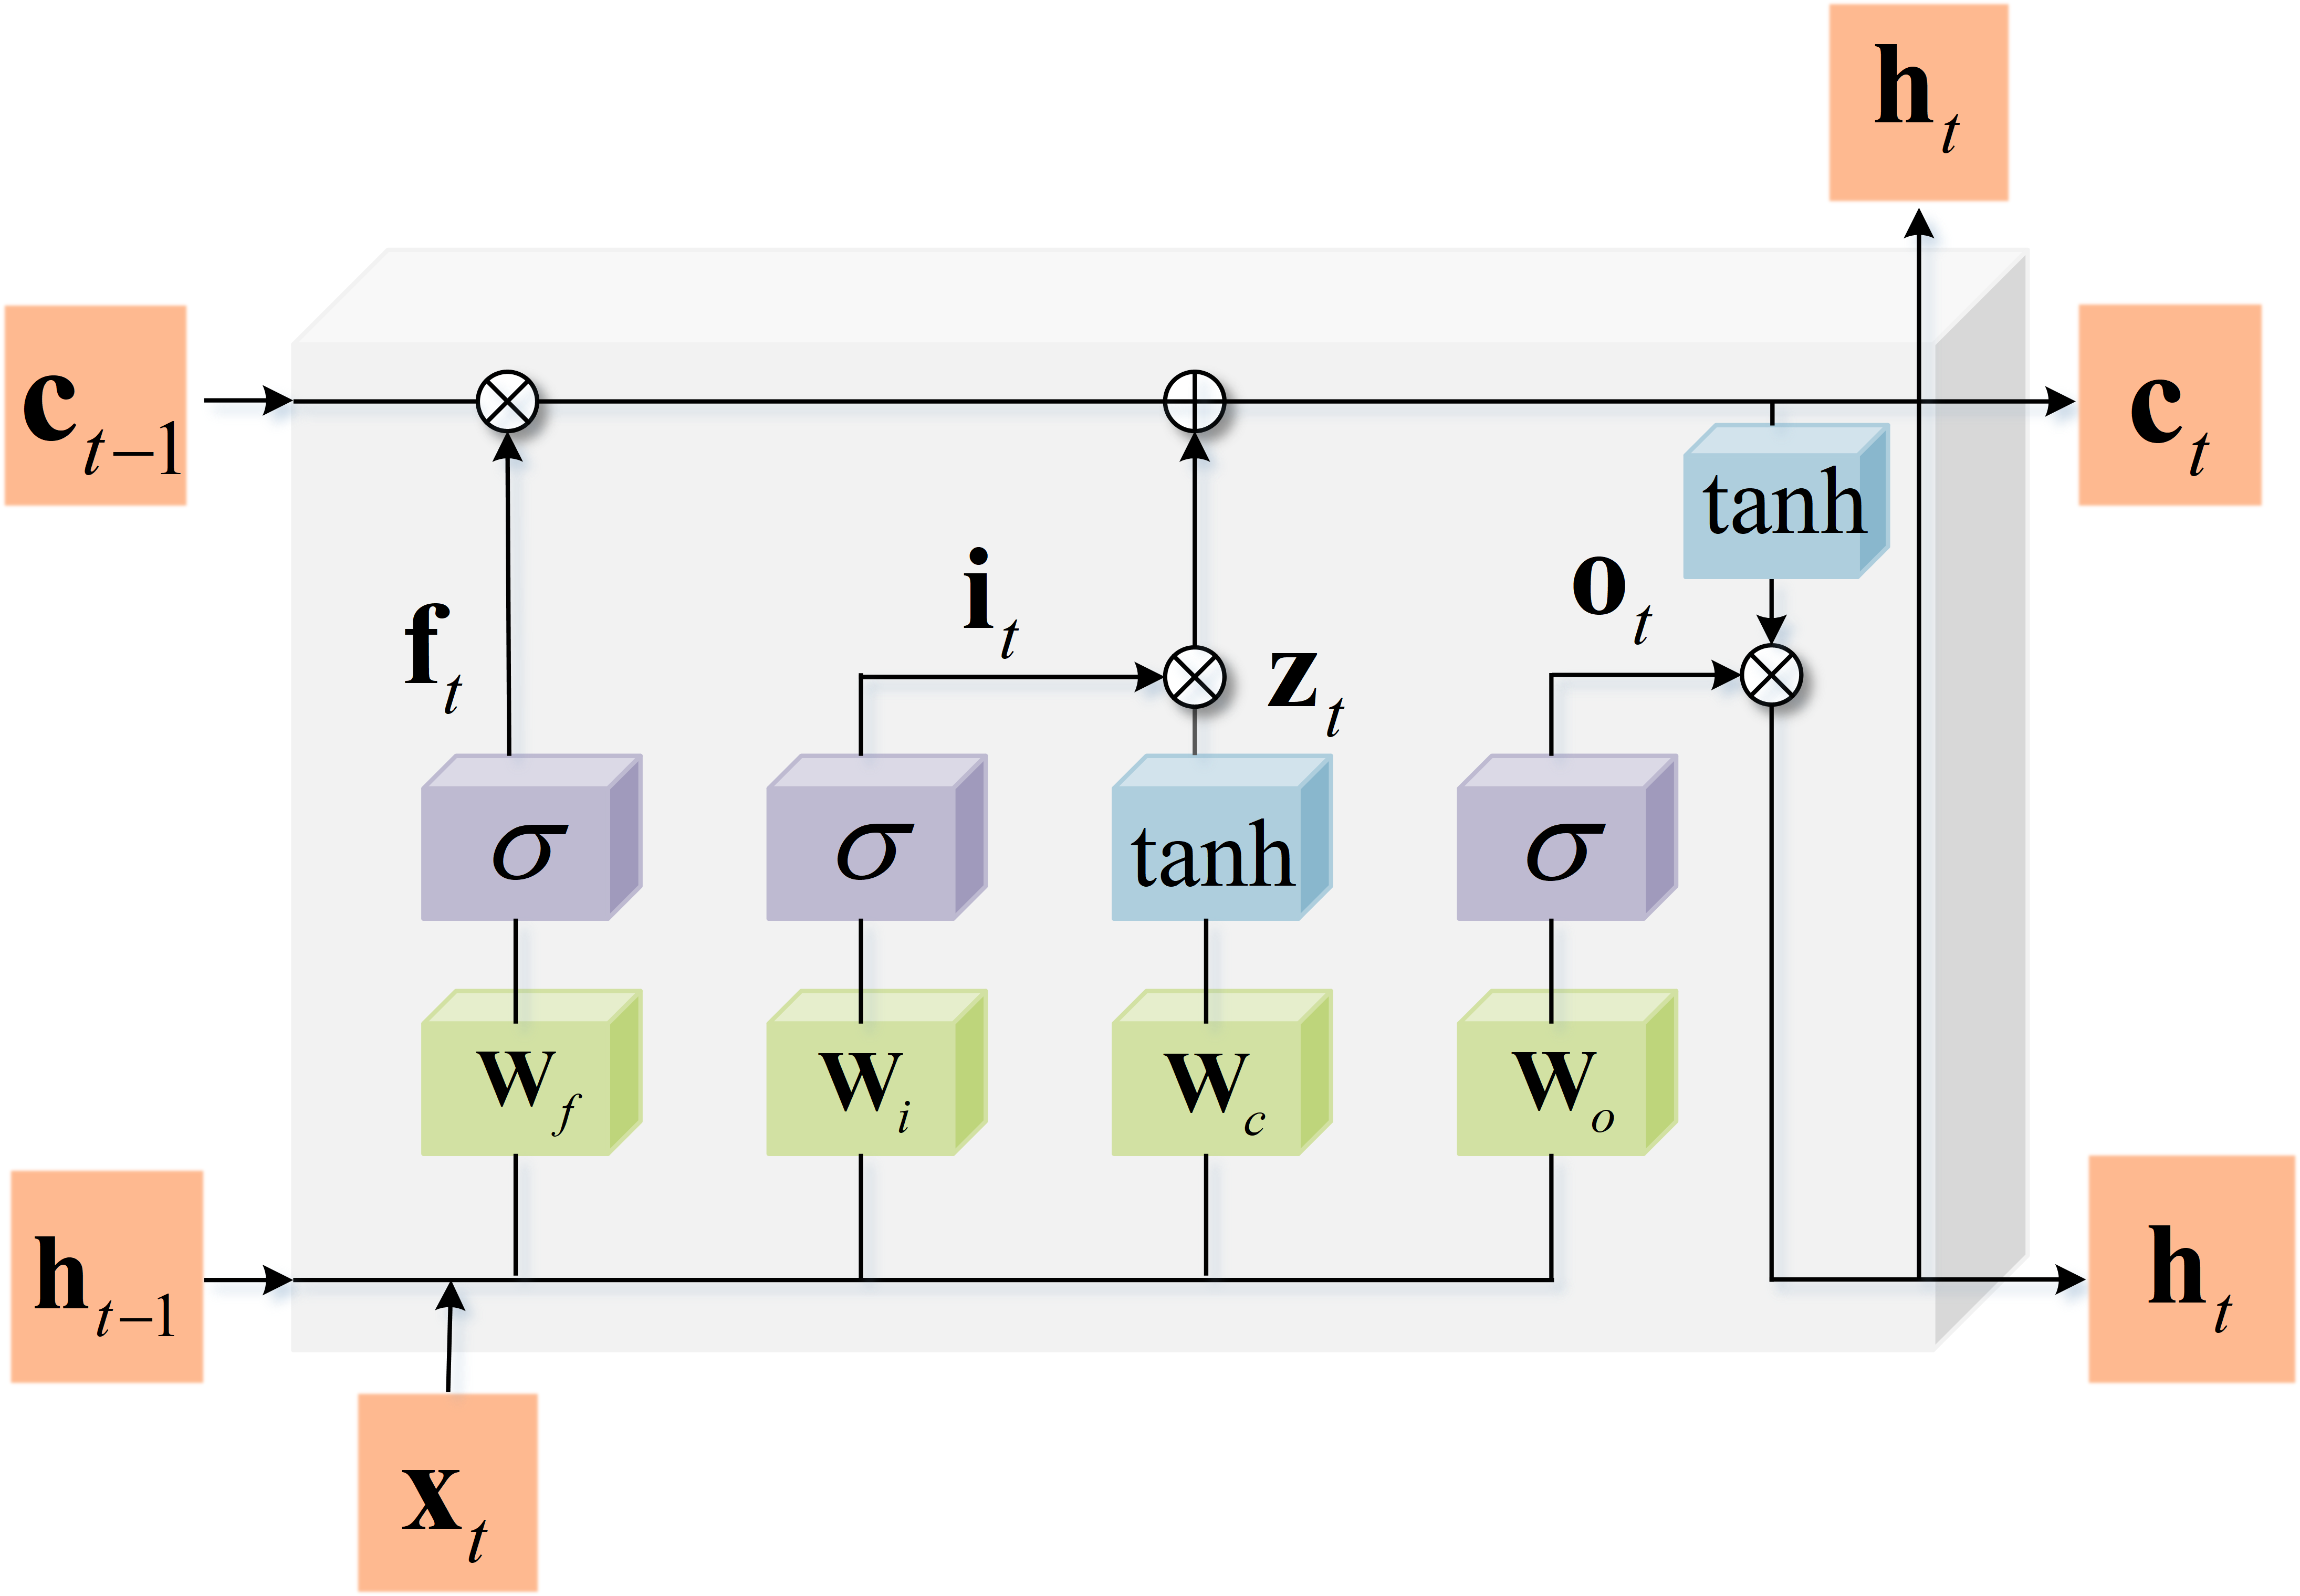 h_t
c_{t-1}
c_t
tanh
f_t
i_t
z_t
o_t
σ
σ
tanh
σ
W_f
W_i
W_c
W_o
h_{t-1}
h_t
x_t